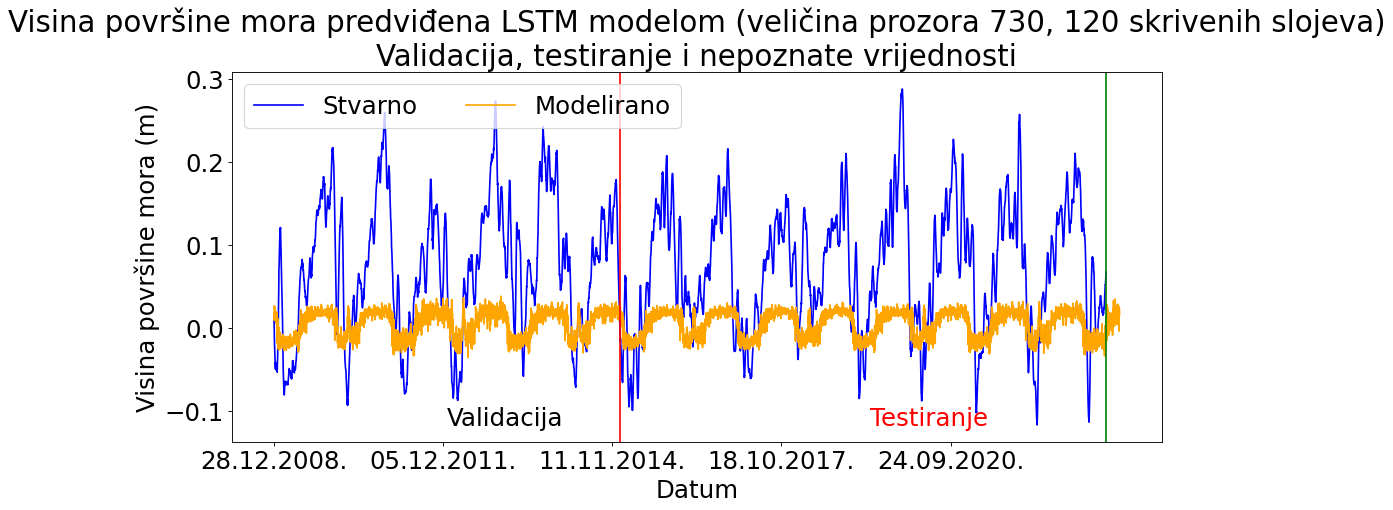 Visina površine mora predviđena LSTM modelom (veličina prozora 730, 120 skrivenih slojeva)
Validacija, testiranje i nepoznate vrijednosti
Stvarno
Modelirano
Visina površine mora (m)
0.3
0.2
0.1
0.0
−0.1
Validacija
Testiranje
28.12.2008.
05.12.2011.
11.11.2014.
18.10.2017.
24.09.2020.
Datum